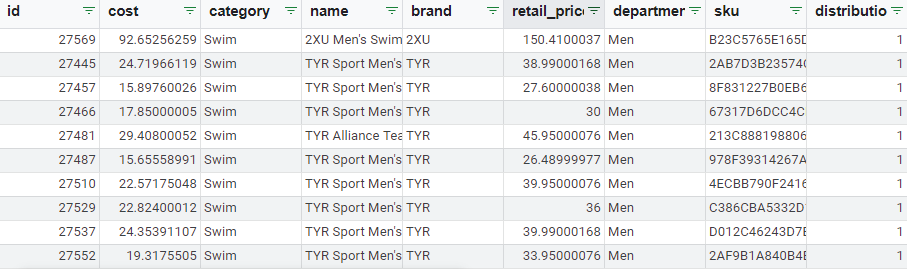 id cost category name brand retail_price departmen sku distributio
27569 92.65256259 Swim 2XU Men's Swim 2XU 150.4100037 Men B23C5765E165D 1
27445 24.71966119 Swim TYR Sport Men's TYR 38.99000168 Men 2AB7D3B235740 1
27457 15.89760026 Swim TYR Sport Men's TYR 27.60000038 Men 8F831227B0EB6 1
27466 17.85000005 Swim TYR Sport Men's TYR 30 Men 67317D6DCC4C 1
27481 29.40800052 Swim TYR Alliance Tea TYR 45.95000076 Men 213C888198806 1
27487 15.65558991 Swim TYR Sport Men's TYR 26.48999977 Men 978F39314267A 1
27510 22.57175048 Swim TYR Sport Men's TYR 39.95000076 Men 4ECBB790F2416 1
27529 22.82400012 Swim TYR Sport Men's TYR 36 Men C386CBA5332D 1
27537 24.35391107 Swim TYR Sport Men's TYR 39.99000168 Men D012C46243D7E 1
27552 19.3175505 Swim TYR Sport Men's TYR 33.95000076 Men 2AF9B1A840B4E 1